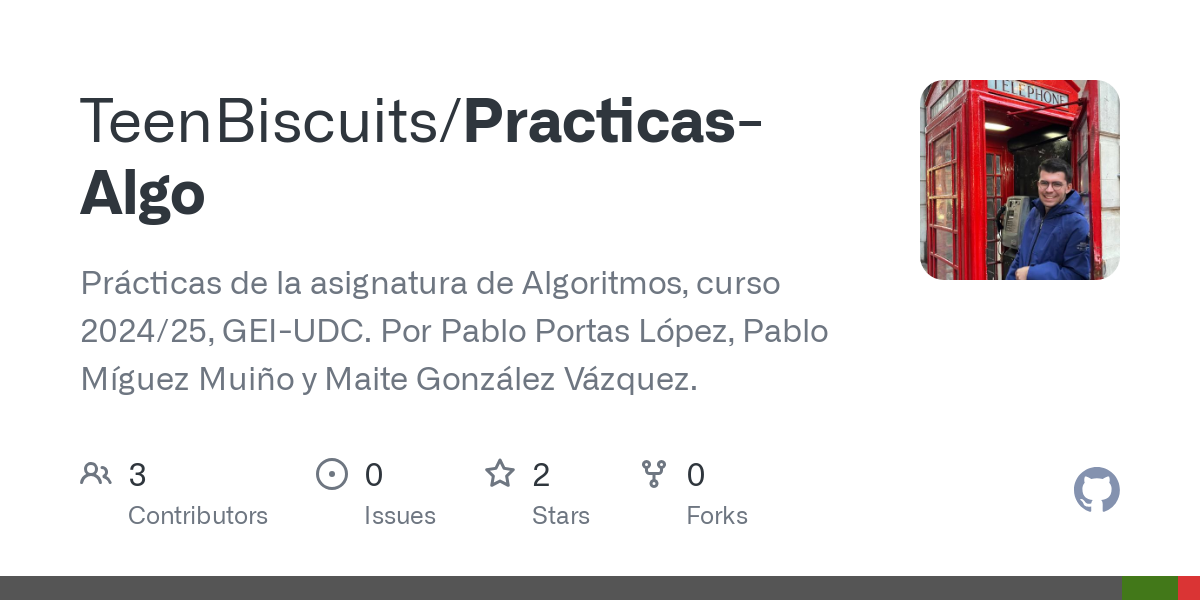 TeenBiscuits/Practicas-
Algo
TELEPHONE
Prácticas de la asignatura de Algoritmos, curso
2024/25, GEI-UDC. Por Pablo Portas López, Pablo
Míguez Muiño y Maite González Vázquez.
3
Contributors
0
Issues
2
Stars
0
Forks